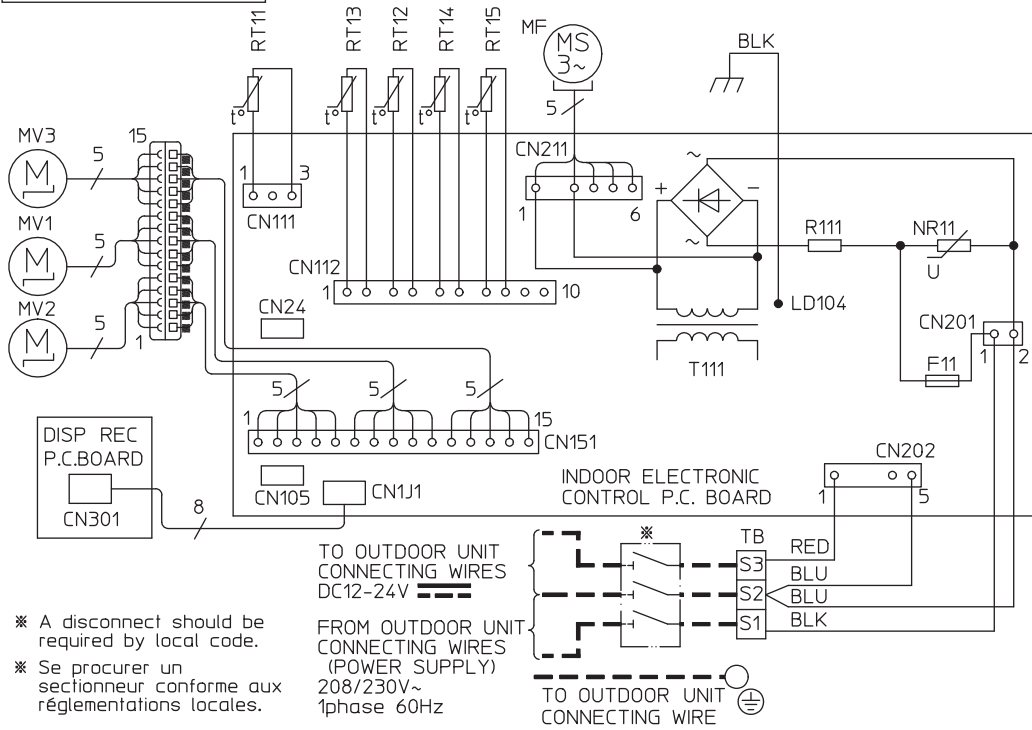 RT11
RT13
RT12
RT14
RT15
MF
MS
3~
BLK
t°
t°
t°
t°
t°
5
MV3
15
5
CN211
1
3
CN111
1
6
~
+
−
~
R111
NR11
U
MV1
5
CN112
1
10
LD104
MV2
5
1
CN24
T111
CN201
1
2
F11
5
5
5
1
15
CN151
DISP REC
P.C.BOARD
CN301
8
CN105
CN1J1
INDOOR ELECTRONIC
CONTROL P.C. BOARD
CN202
1
5
※
TB
TO OUTDOOR UNIT
CONNECTING WIRES
DC12-24V
S3
RED
S2
BLU
BLU
S1
BLK
※ A disconnect should be
required by local code.
※ Se procurer un
sectionneur conforme aux
réglementations locales.
FROM OUTDOOR UNIT
CONNECTING WIRES
(POWER SUPPLY)
208/230V~
1phase 60Hz
TO OUTDOOR UNIT
CONNECTING WIRE